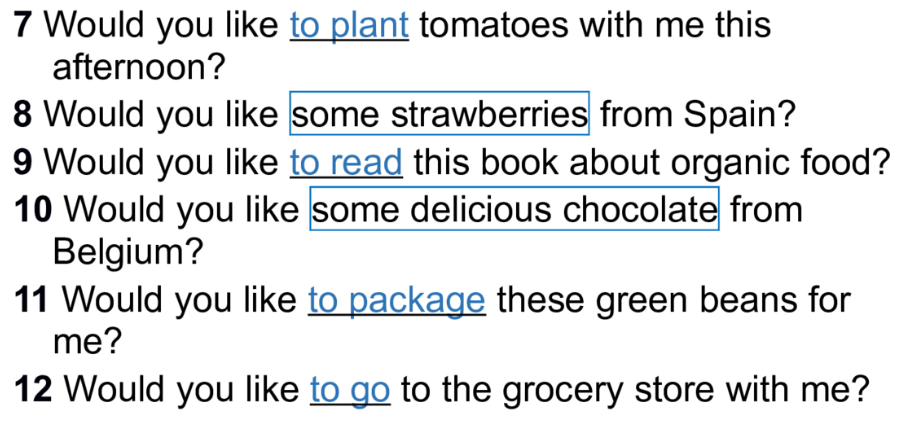 7 Would you like to plant tomatoes with me this
afternoon?
8 Would you like some strawberries from Spain?
9 Would you like to read this book about organic food?
10 Would you like some delicious chocolate from
Belgium?
11 Would you like to package these green beans for
me?
12 Would you like to go to the grocery store with me?